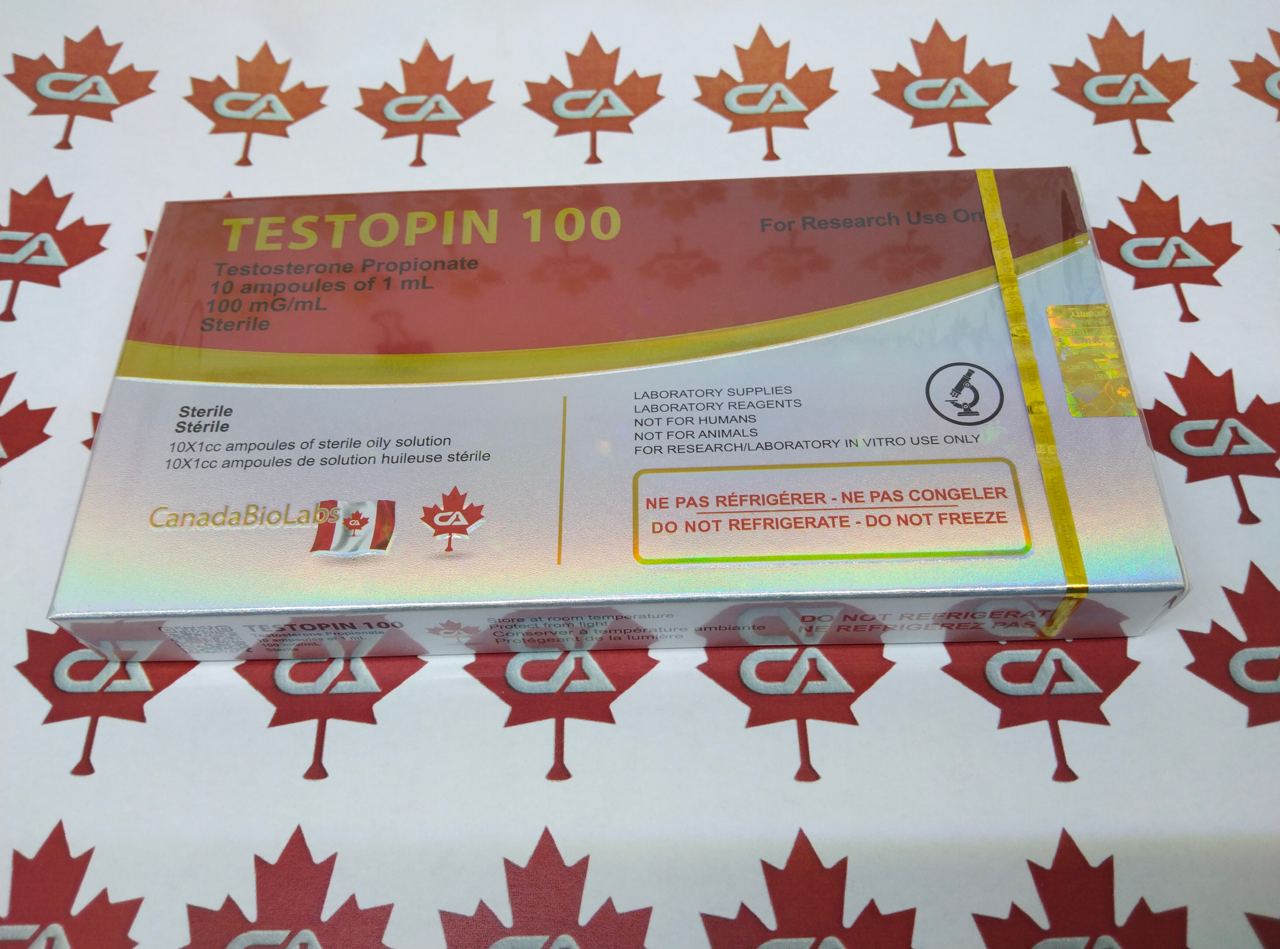 TESTOPIN 100
For Research Use On
Testosterone Propionate
10 ampoules of 1 mL
100 mG/mL
Sterile
Sterile
Stérile
10X1cc ampoules of sterile oily solution
10X1cc ampoules de solution huileuse stérile
CanadaBioLabs
CA
LABORATORY SUPPLIES
LABORATORY REAGENTS
NOT FOR HUMANS
NOT FOR ANIMALS
FOR RESEARCH/LABORATORY IN VITRO USE ONLY
NE PAS RÉFRIGÉRER - NE PAS CONGELER
DO NOT REFRIGERATE - DO NOT FREEZE
TESTOPIN 100
Testosterone Propionate
Store at room temperature
Protect from light
Conserver à température ambiante
Protégeant de la lumière
DO NOT REFRIGERAT
NE REFRIGEREZ PAS